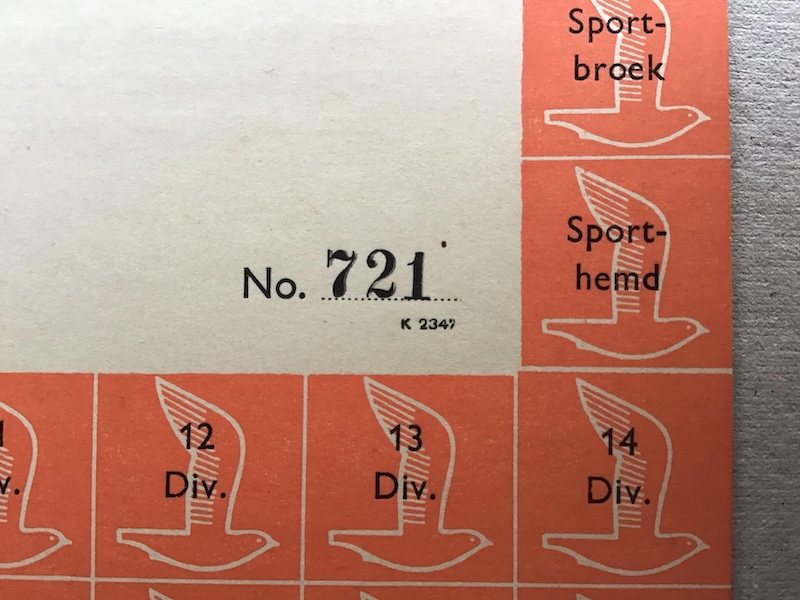 Sport-
broek
Sport-
hemd
No. 721
K 2347
12
Div.
13
Div.
14
Div.